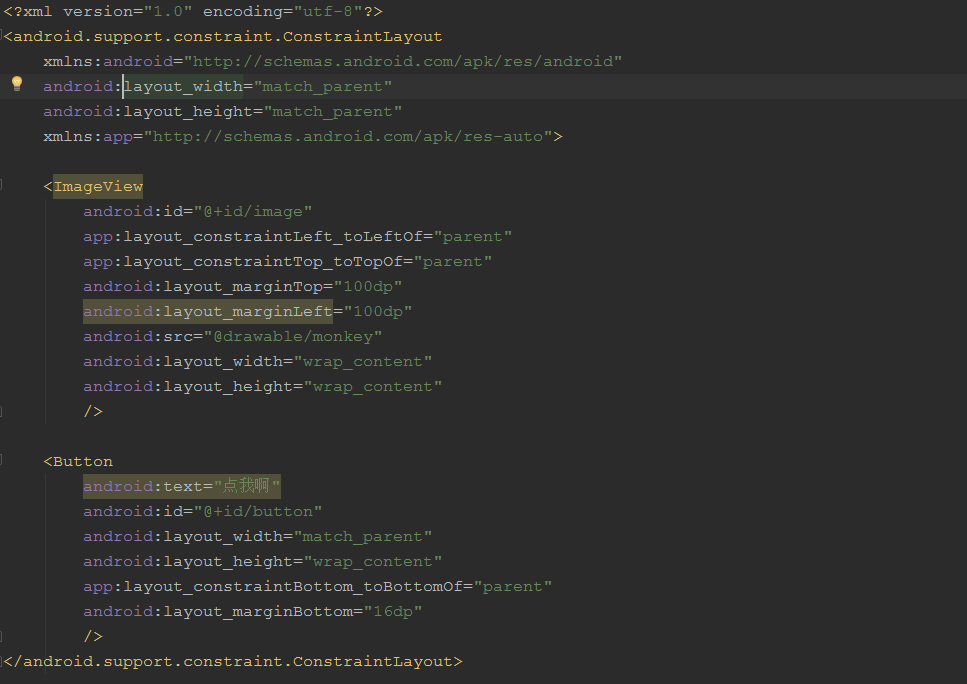 <?xml version="1.0" encoding="utf-8"?>
<android.support.constraint.ConstraintLayout
xmlns:android="http://schemas.android.com/apk/res/android"
android:layout_width="match_parent"
android:layout_height="match_parent"
xmlns:app="http://schemas.android.com/apk/res-auto">
<ImageView
android:id="@+id/image"
app:layout_constraintLeft_toLeftOf="parent"
app:layout_constraintTop_toTopOf="parent"
android:layout_marginTop="100dp"
android:layout_marginLeft="100dp"
android:src="@drawable/monkey"
android:layout_width="wrap_content"
android:layout_height="wrap_content"
/>
<Button
android:text="点我啊"
android:id="@+id/button"
android:layout_width="match_parent"
android:layout_height="wrap_content"
app:layout_constraintBottom_toBottomOf="parent"
android:layout_marginBottom="16dp"
/>
</android.support.constraint.ConstraintLayout>